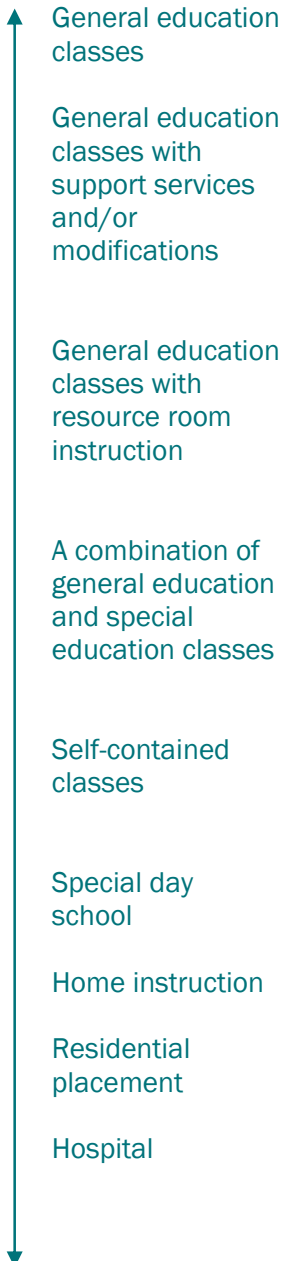 General education
classes
General education
classes with
support services
and/or
modifications
General education
classes with
resource room
instruction
A combination of
general education
and special
education classes
Self-contained
classes
Special day
school
Home instruction
Residential
placement
Hospital